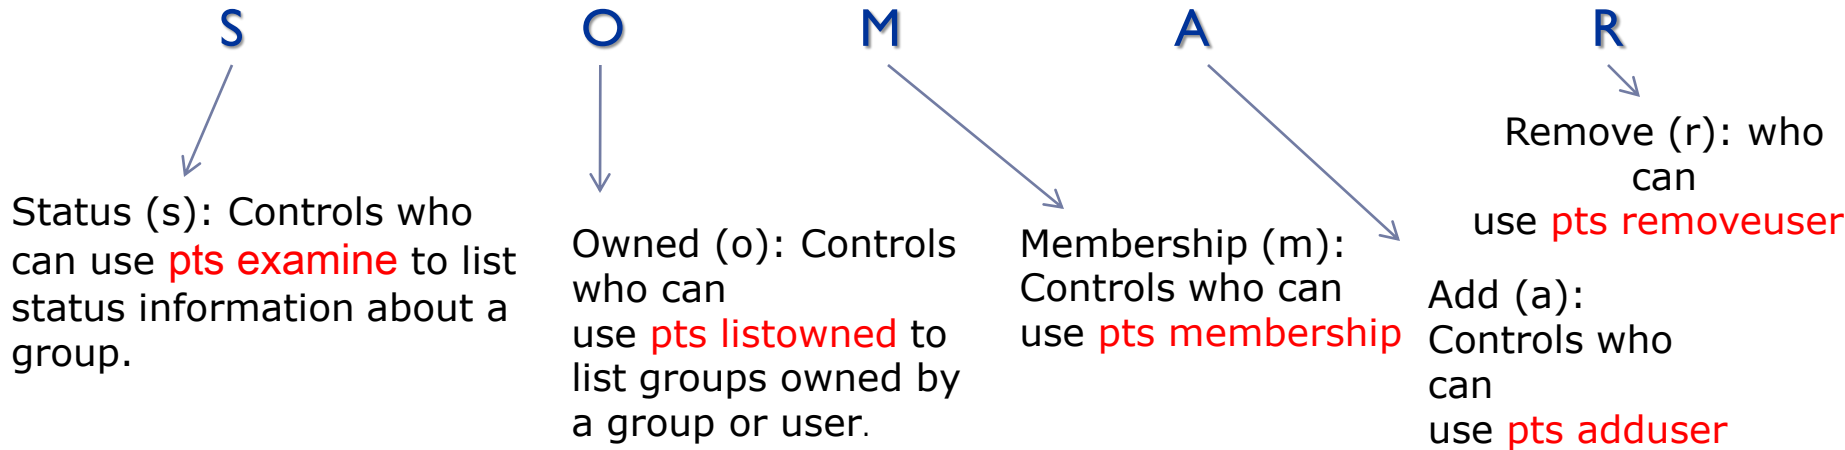 S O M A R
Status (s): Controls who
can use pts examine to list
status information about a
group.
Owned (o): Controls
who can
use pts listowned to
list groups owned by
a group or user.
Membership (m):
Controls who can
use pts membership
Add (a):
Controls who
can
use pts adduser
Remove (r): who
can
use pts removeuser